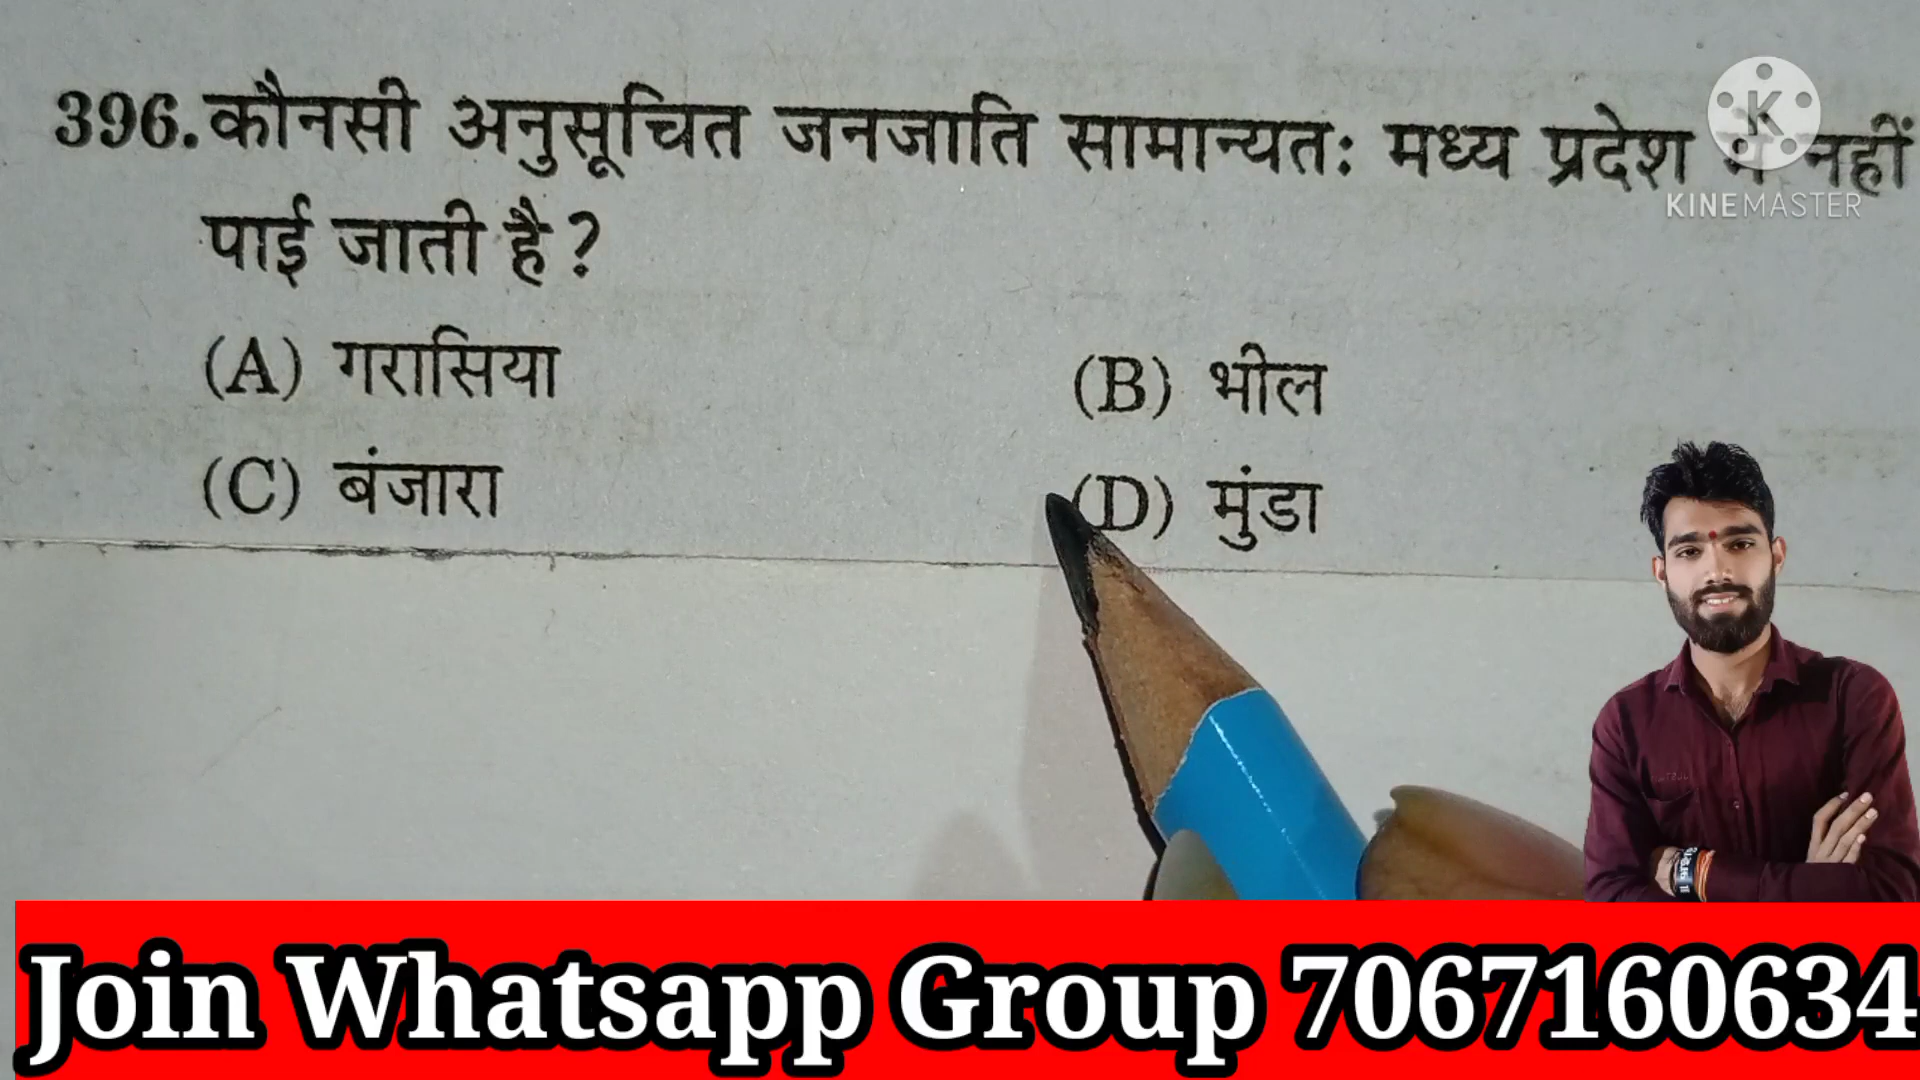 396. कौनसी अनुसूचित जनजाति सामान्यतः मध्य प्रदेश में नहीं
पाई जाती है ?
(A) गरासिया (B) भील
(C) बंजारा (D) मुंडा
K
KINEMASTER
Join Whatsapp Group 7067160634